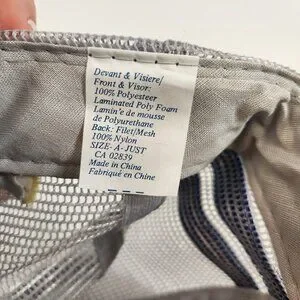 Devant & Visiere/
Front & Visor:
100% Polyesteer
Laminated Poly Foam
Lamin'e de mousse
de Polyurethane
Back: Filet/Mesh
100% Nylon
SIZE- A-JUST
CA 02839
Made in China
Fabriqué en Chine